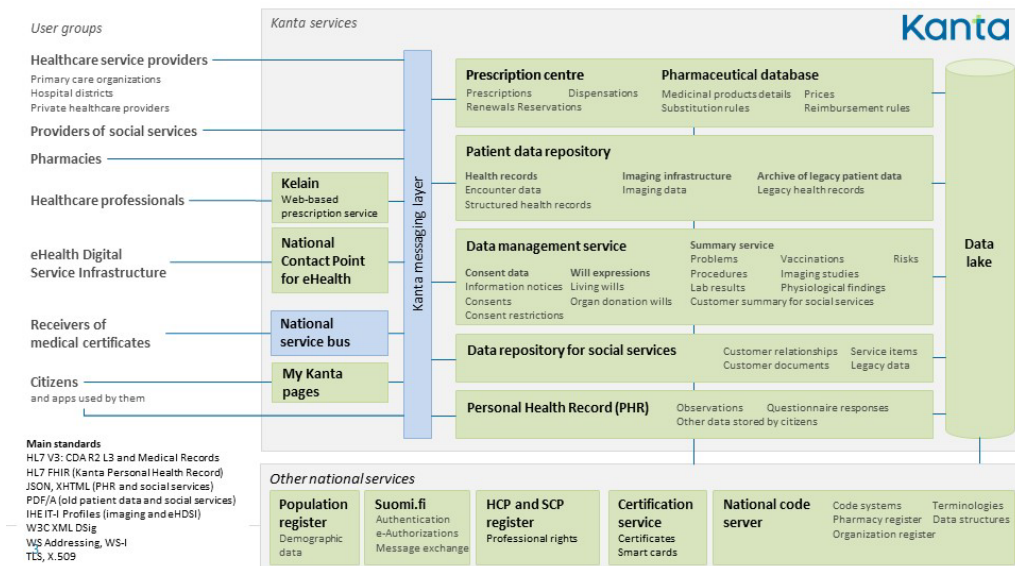 User groups
Kanta services
Kanta
Healthcare service providers
Primary care organizations
Hospital districts
Private healthcare providers
Providers of social services
Pharmacies
Healthcare professionals
eHealth Digital
Service Infrastructure
Receivers of
medical certificates
Citizens
and apps used by them
Kelain
Web-based
prescription service
National
Contact Point
for eHealth
National
service bus
My Kanta
pages
Kanta messaging layer
Prescription centre
Prescriptions Dispensations
Renewals Reservations
Pharmaceutical database
Medicinal products details Prices
Substitution rules Reimbursement rules
Patient data repository
Health records
Encounter data
Structured health records
Imaging infrastructure
Imaging data
Archive of legacy patient data
Legacy health records
Data management service
Consent data
Information notices
Consents
Consent restrictions
Will expressions
Living wills
Organ donation wills
Summary service
Problems Vaccinations Risks
Procedures Imaging studies
Lab results Physiological findings
Customer summary for social services
Data repository for social services
Customer relationships Service items
Customer documents Legacy data
Personal Health Record (PHR)
Observations Questionnaire responses
Other data stored by citizens
Data
lake
Main standards
HL7 V3: CDA R2 L3 and Medical Records
HL7 FHIR (Kanta Personal Health Record)
JSON, XHTML (PHR and social services)
PDF/A (old patient data and social services)
IHE IT-I Profiles (imaging and eHDSI)
W3C XML DSig
WS Addressing, WS-I
TLS, X.509
3
Other national services
Population
register
Demographic
data
Suomi.fi
Authentication
e-Authorizations
Message exchange
HCP and SCP
register
Professional rights
Certification
service
Certificates
Smart cards
National code
server
Code systems Terminologies
Pharmacy register Data structures
Organization register